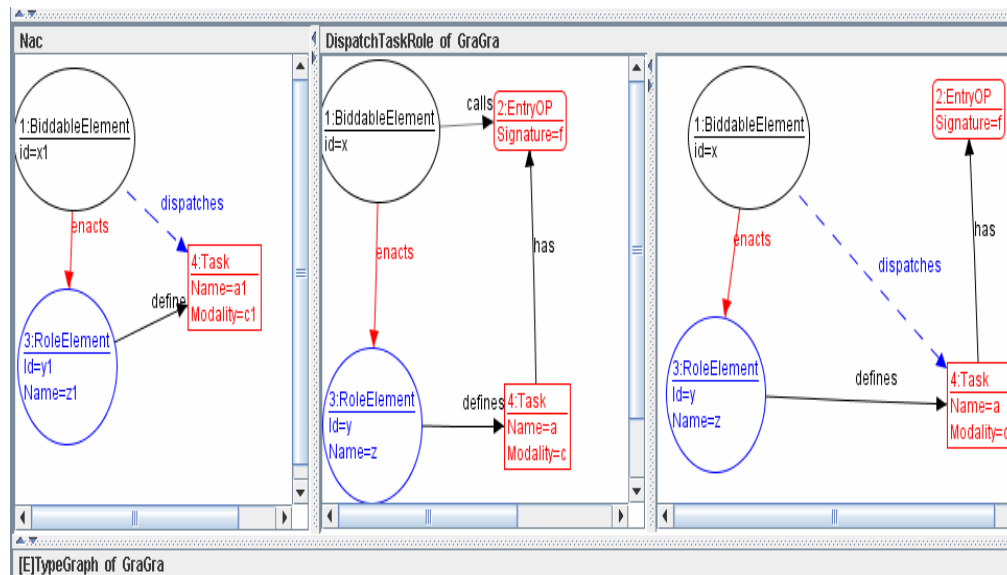 Nac
DispatchTaskRole of GraGra
1:BiddableElement
id=x1
dispatches
enacts
4:Task
Name=a1
Modality=c1
define
3:RoleElement
Id=y1
Name=z1
1:BiddableElement
id=x
calls
2:EntryOP
Signature=f
enacts
has
3:RoleElement
Id=y
Name=z
defines
4:Task
Name=a
Modality=c
1:BiddableElement
id=x
2:EntryOP
Signature=f
enacts
has
dispatches
3:RoleElement
Id=y
Name=z
defines
4:Task
Name=a
Modality=c
[E]TypeGraph of GraGra